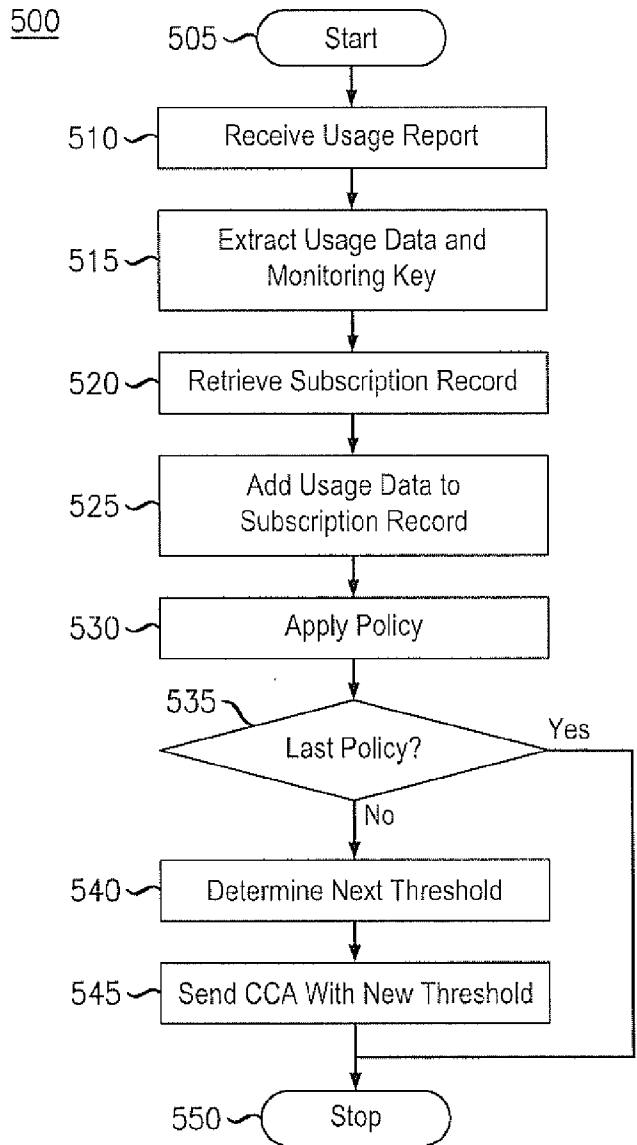 500
505
Start
510
Receive Usage Report
515
Extract Usage Data and
Monitoring Key
520
Retrieve Subscription Record
525
Add Usage Data to
Subscription Record
530
Apply Policy
535
Last Policy?
Yes
No
540
Determine Next Threshold
545
Send CCA With New Threshold
550
Stop